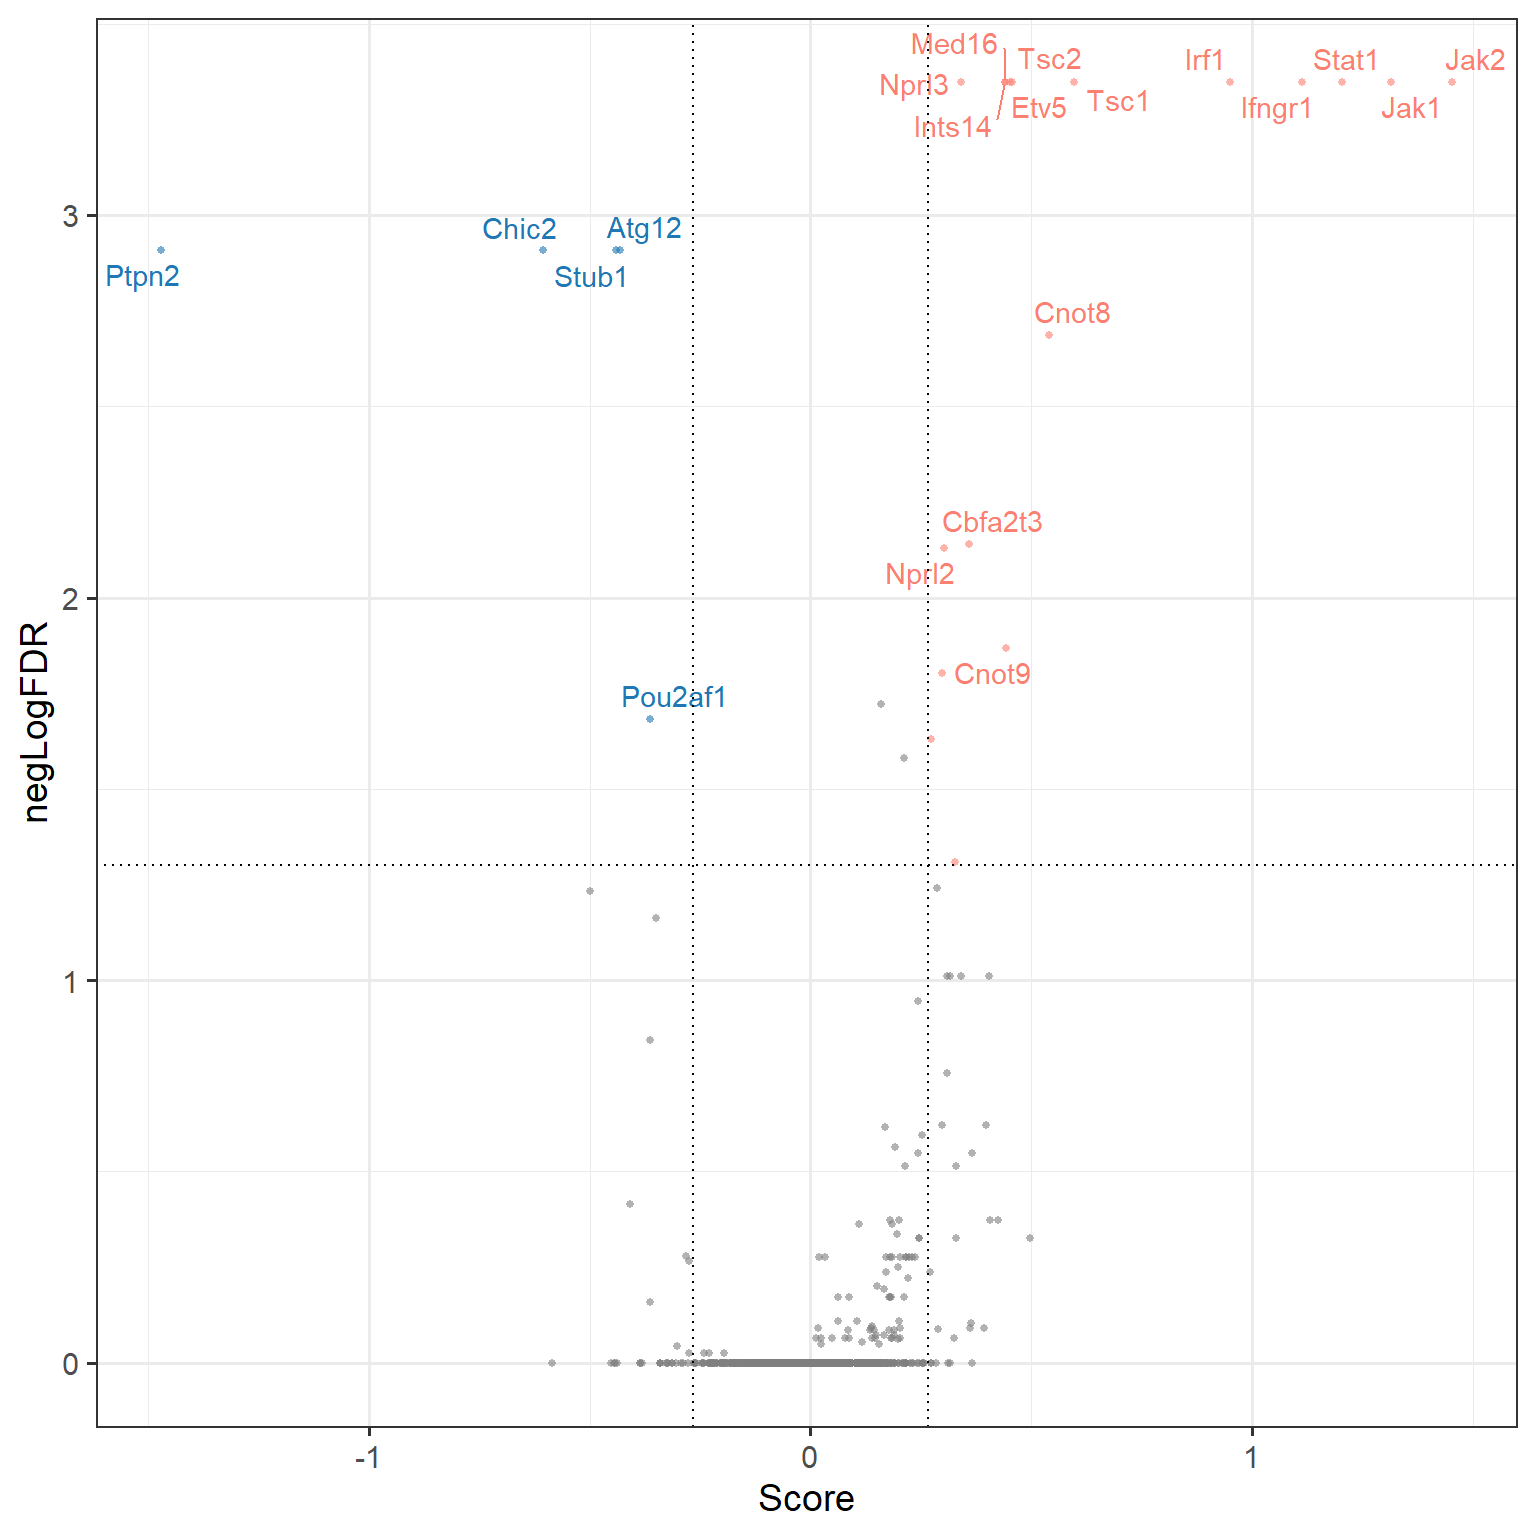 Med16
Tsc2
Irf1
Stat1
Jak2
Nprl3
Etv5
Tsc1
Ifngr1
Jak1
Ints14
3
Chic2
Atg12
Ptpn2
Stub1
Cnot8
Cbfa2t3
Nprl2
2
Cnot9
Pou2af1
negLogFDR
1
0
-1
0
1
Score